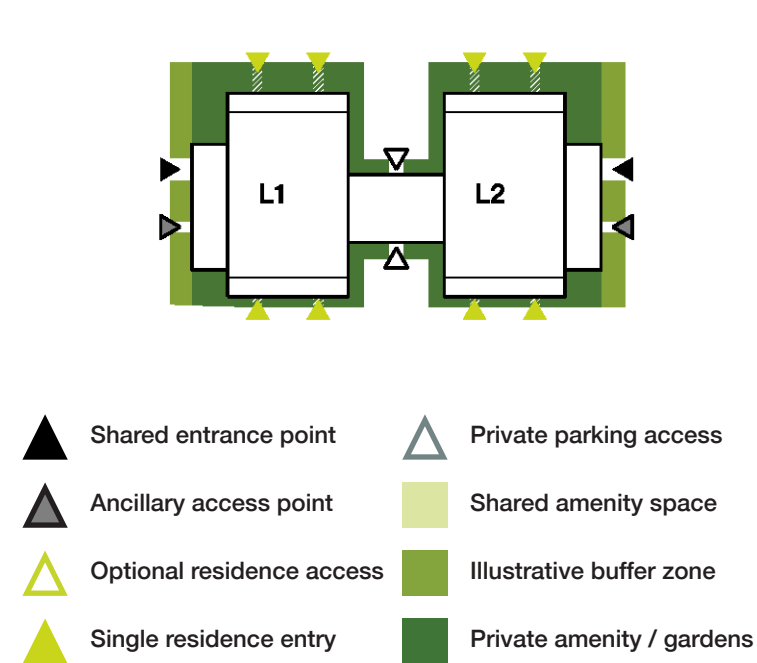 L1 L2
Shared entrance point
Ancillary access point
Optional residence access
Single residence entry
Private parking access
Shared amenity space
Illustrative buffer zone
Private amenity / gardens